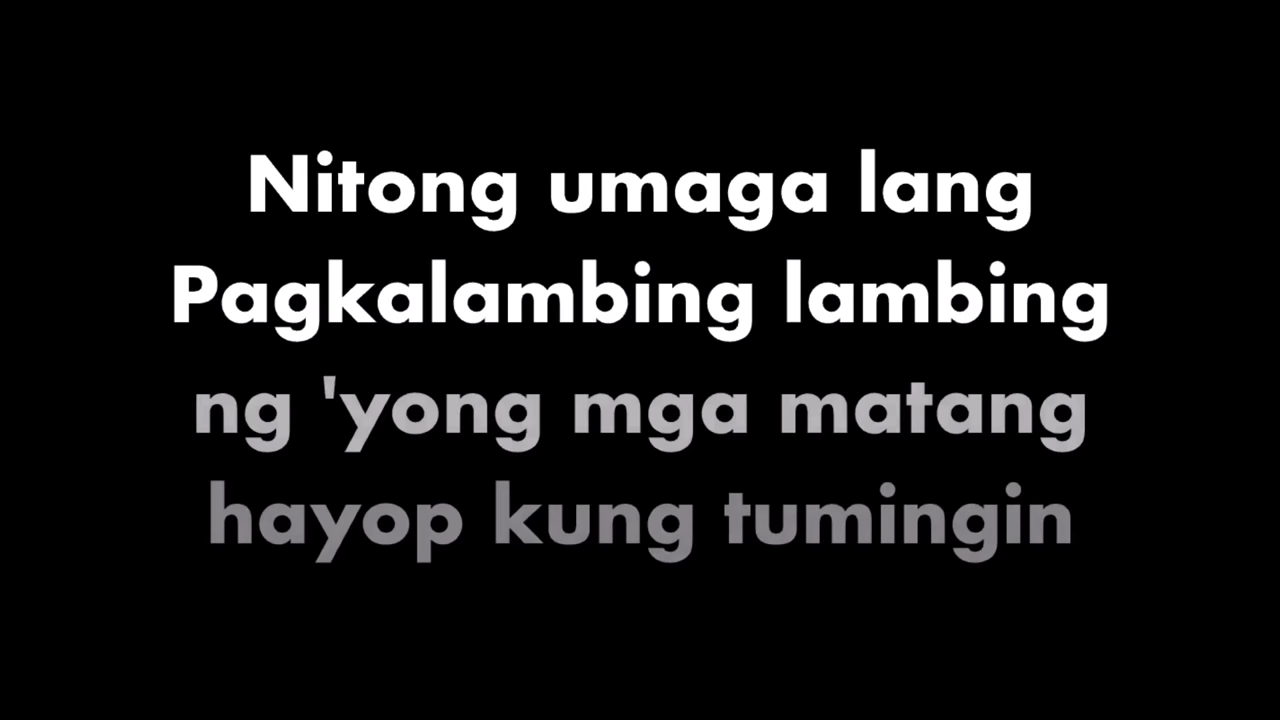 Nitong umaga lang
Pagkalambing lambing
ng 'yong mga matang
hayop kung tumingin